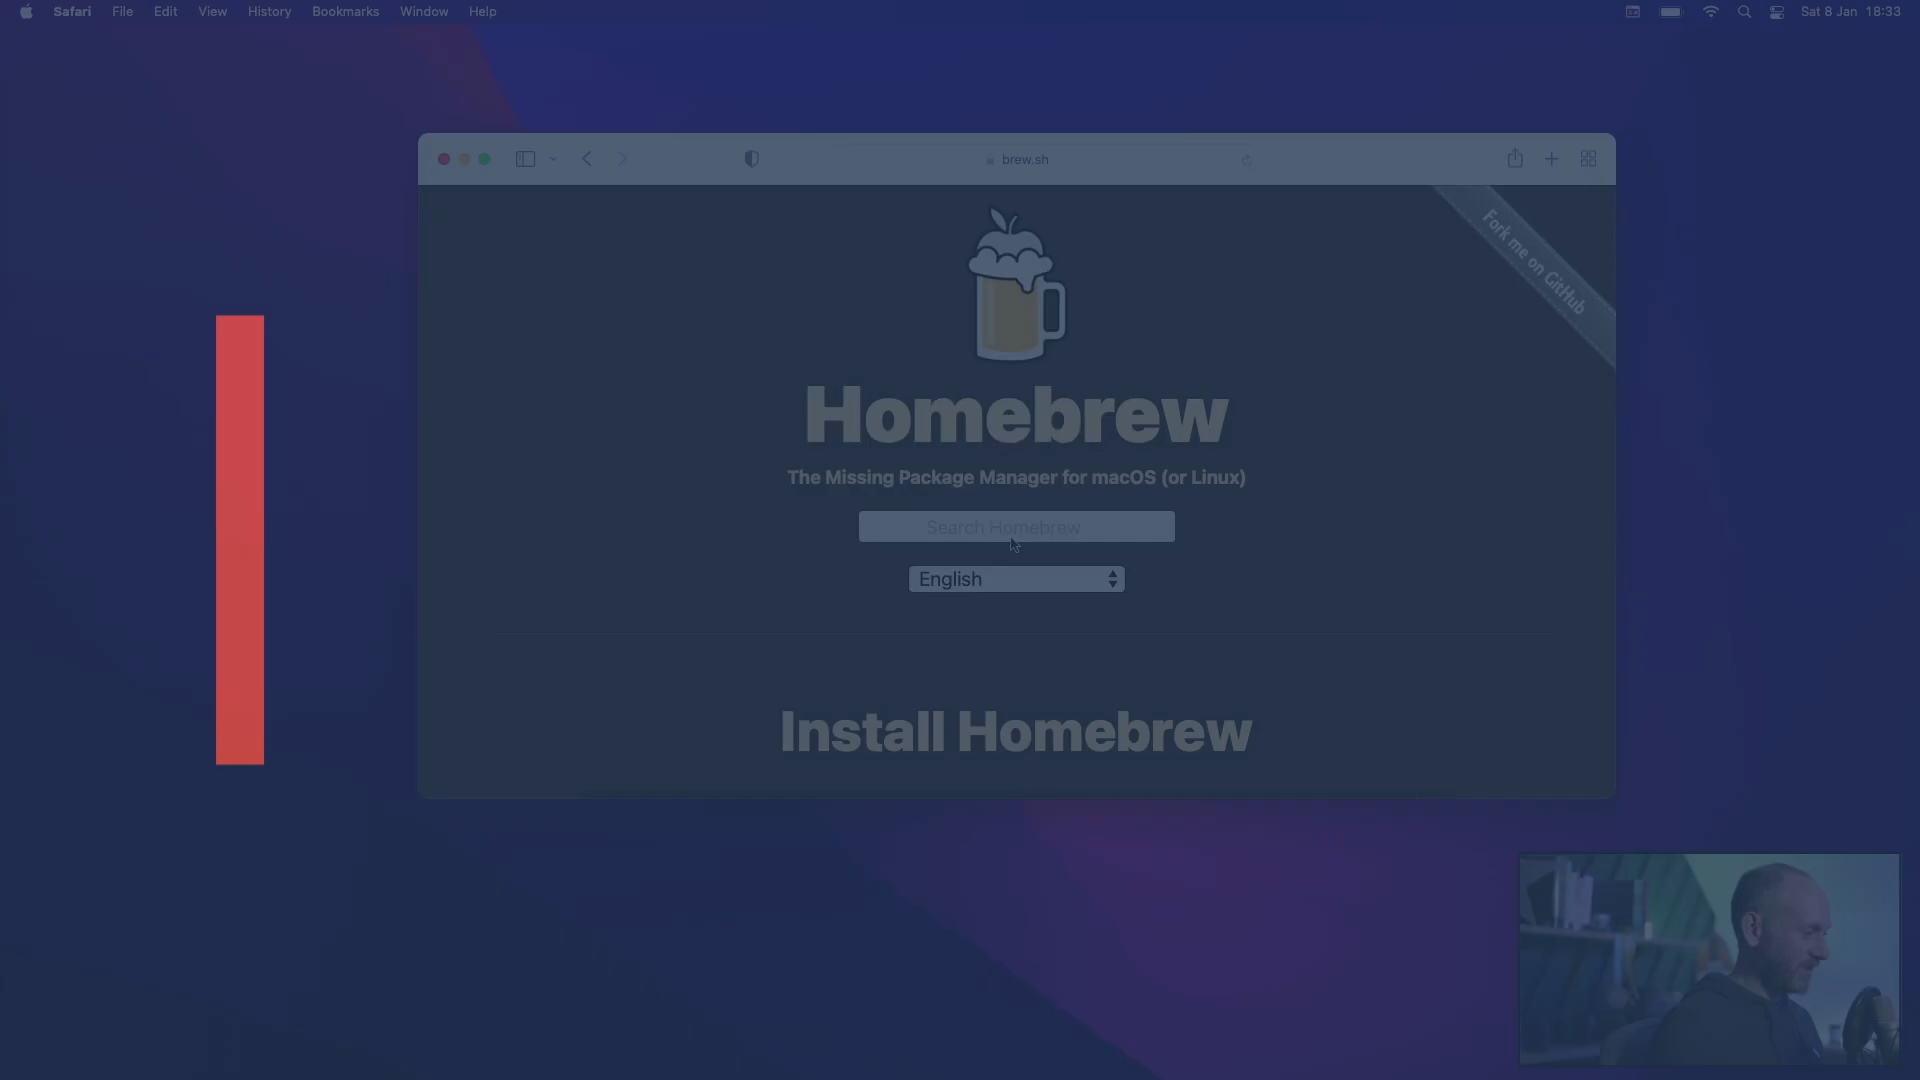 Safari File Edit View History Bookmarks Window Help Sat 8 Jan 18:33
brew.sh
Fork me on GitHub
Homebrew
The Missing Package Manager for macOS (or Linux)
Search Homebrew
English
Install Homebrew